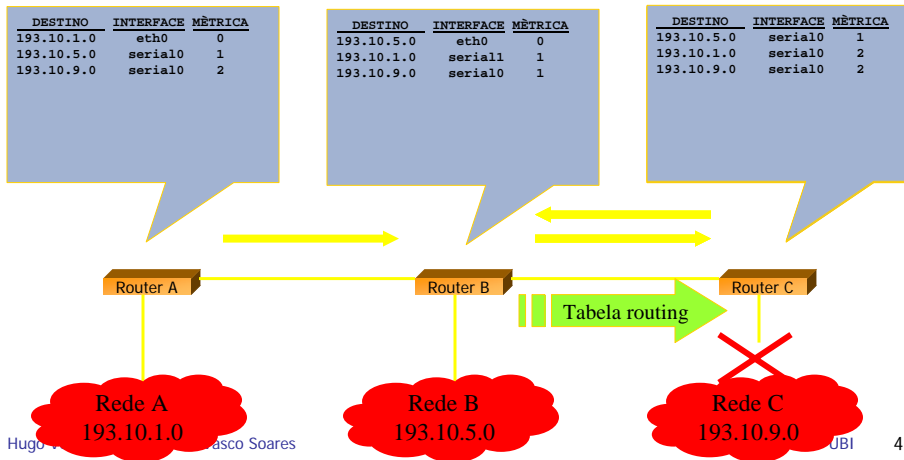 DESTINO INTERFACE MÈTRICA
193.10.1.0 eth0 0
193.10.5.0 serial0 1
193.10.9.0 serial0 2
DESTINO INTERFACE MÈTRICA
193.10.5.0 eth0 0
193.10.1.0 serial1 1
193.10.9.0 serial0 1
DESTINO INTERFACE MÈTRICA
193.10.5.0 serial0 1
193.10.1.0 serial0 2
193.10.9.0 serial0 2
Router A
Router B
Router C
Tabela routing
Rede A
193.10.1.0
Rede B
193.10.5.0
Rede C
193.10.9.0
Hugo Vasco Soares UBI 4